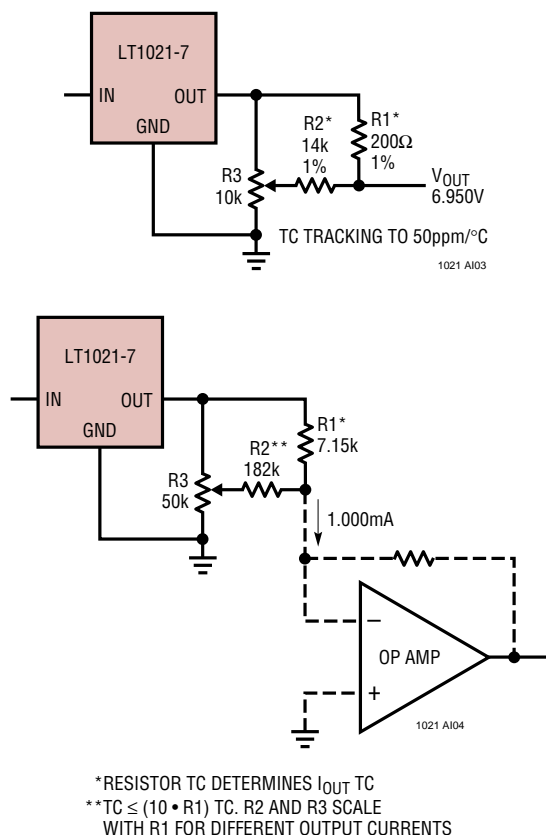 LT1021-7
IN
OUT
GND
R3
10k
R2*
14k
1%
R1*
200Ω
1%
VOUT
6.950V
TC TRACKING TO 50ppm/°C
1021 AI03
LT1021-7
IN
OUT
GND
R3
50k
R2**
182k
R1*
7.15k
1.000mA
–
OP AMP
+
1021 AI04
*RESISTOR TC DETERMINES IOUT TC
**TC ≤ (10 • R1) TC. R2 AND R3 SCALE
WITH R1 FOR DIFFERENT OUTPUT CURRENTS